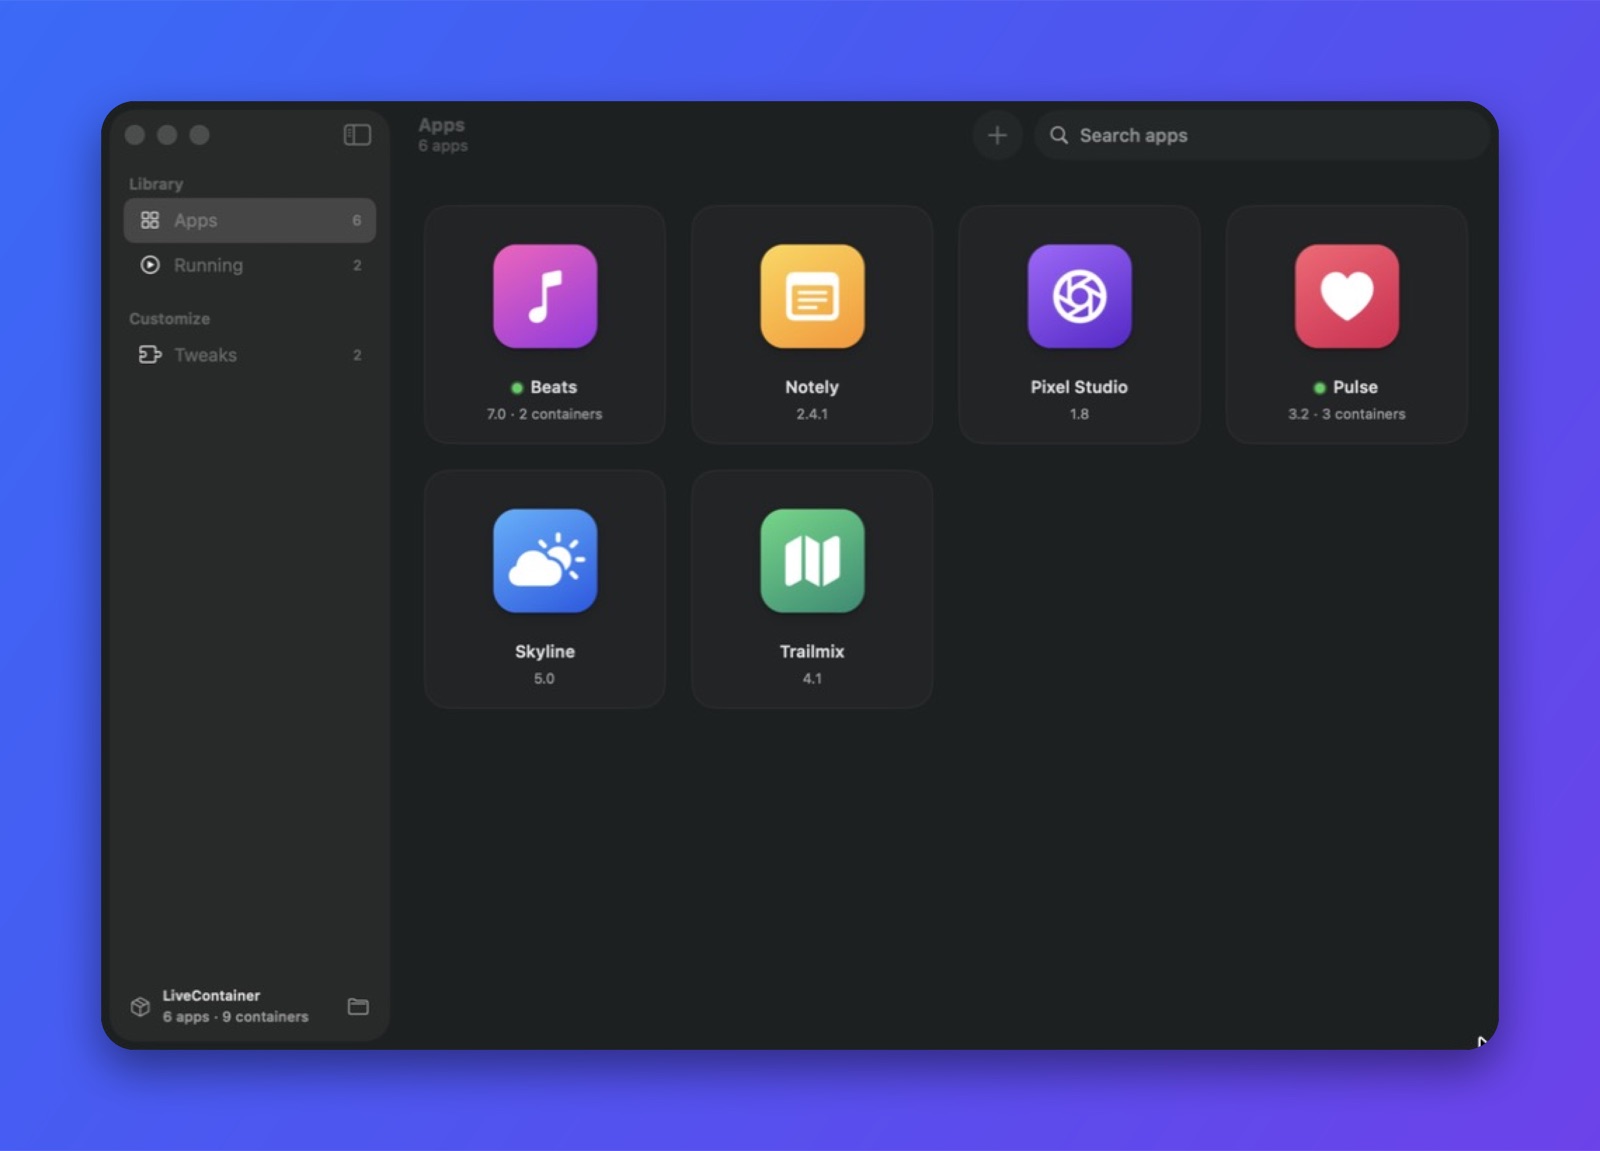 Apps
6 apps
Search apps
Library
Apps 6
Running 2
Customize
Tweaks 2
Beats
7.0 · 2 containers
Notely
2.4.1
Pixel Studio
1.8
Pulse
3.2 · 3 containers
Skyline
5.0
Trailmix
4.1
LiveContainer
6 apps · 9 containers